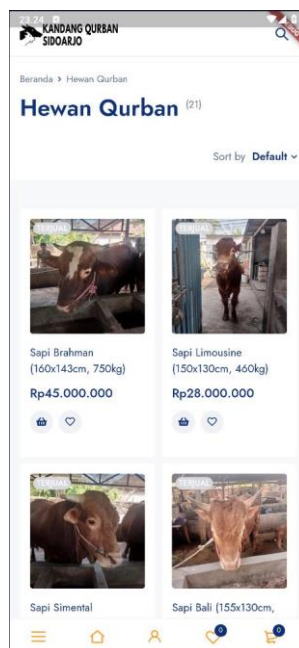 23.24
KANDANG QURBAN
SIDOARJO
Beranda > Hewan Qurban
Hewan Qurban (21)
Sort by Default
TERJUAL
TERJUAL
Sapi Brahman
(160x143cm, 750kg)
Rp45.000.000
Sapi Limousine
(150x130cm, 460kg)
Rp28.000.000
TERJUAL
TERJUAL
Sapi Simental
Sapi Bali (155x130cm,
0
0